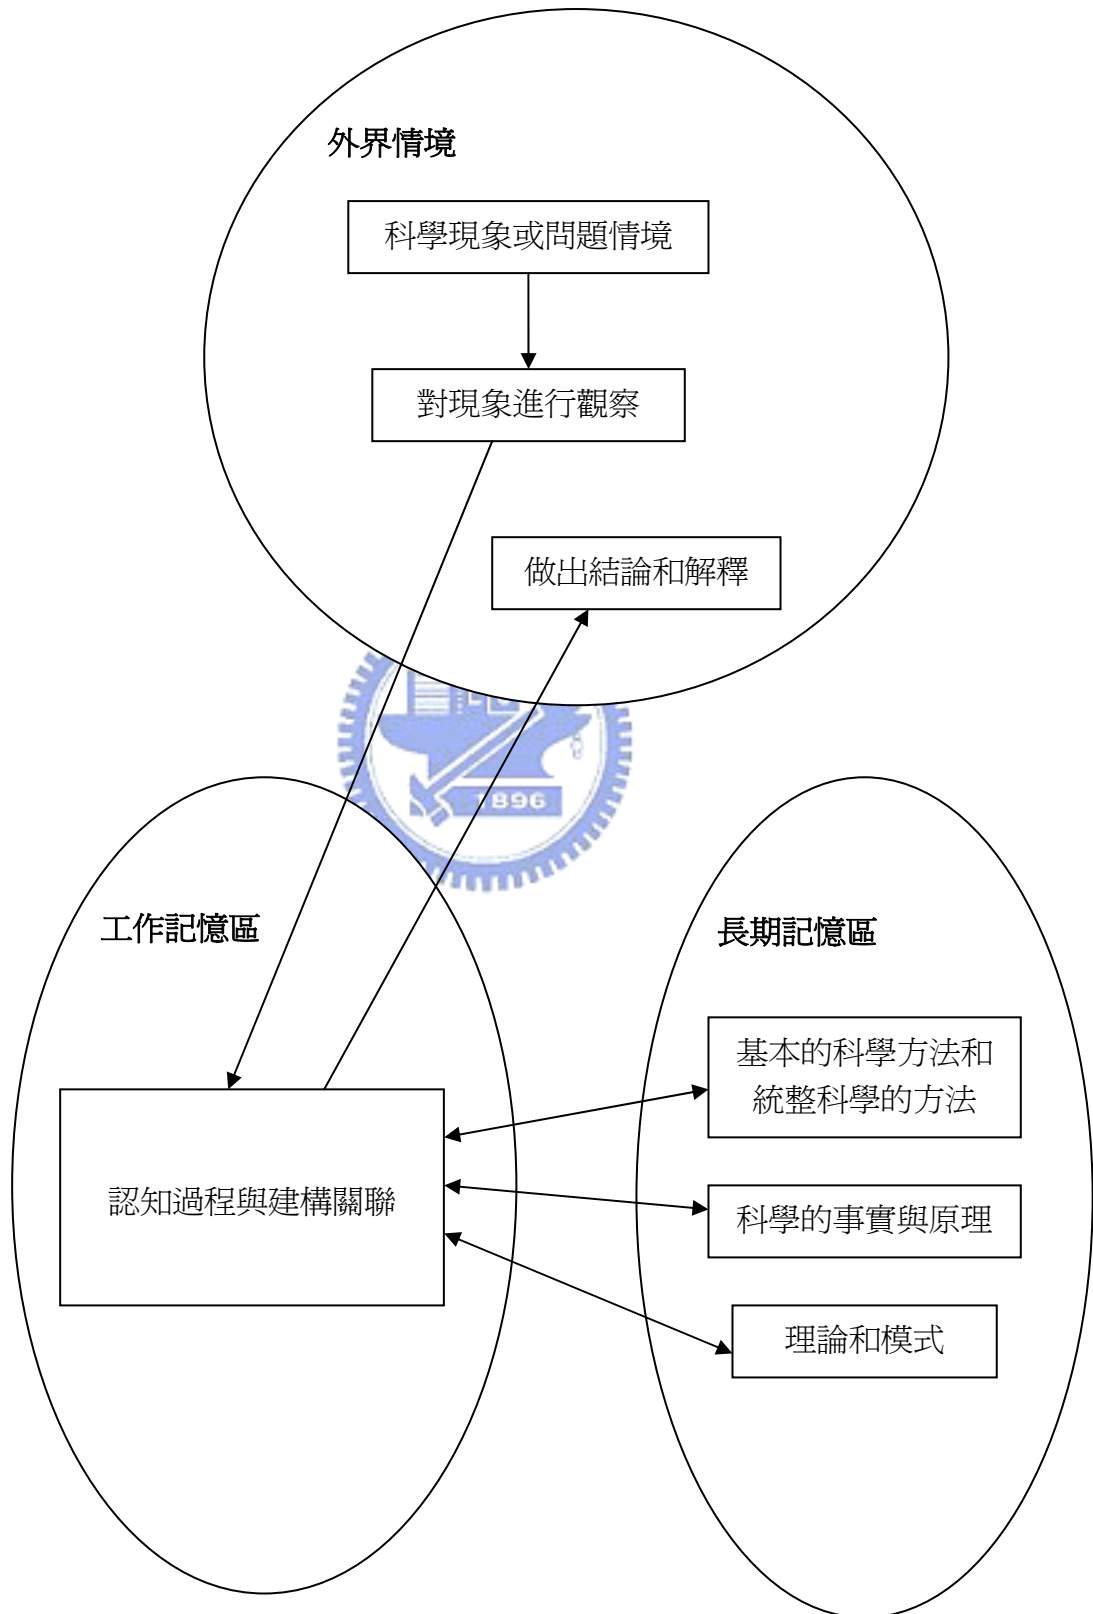 外界情境
科學現象或問題情境
對現象進行觀察
做出結論和解釋
1896
工作記憶區
長期記憶區
基本的科學方法和
統整科學的方法
認知過程與建構關聯
科學的事實與原理
理論和模式